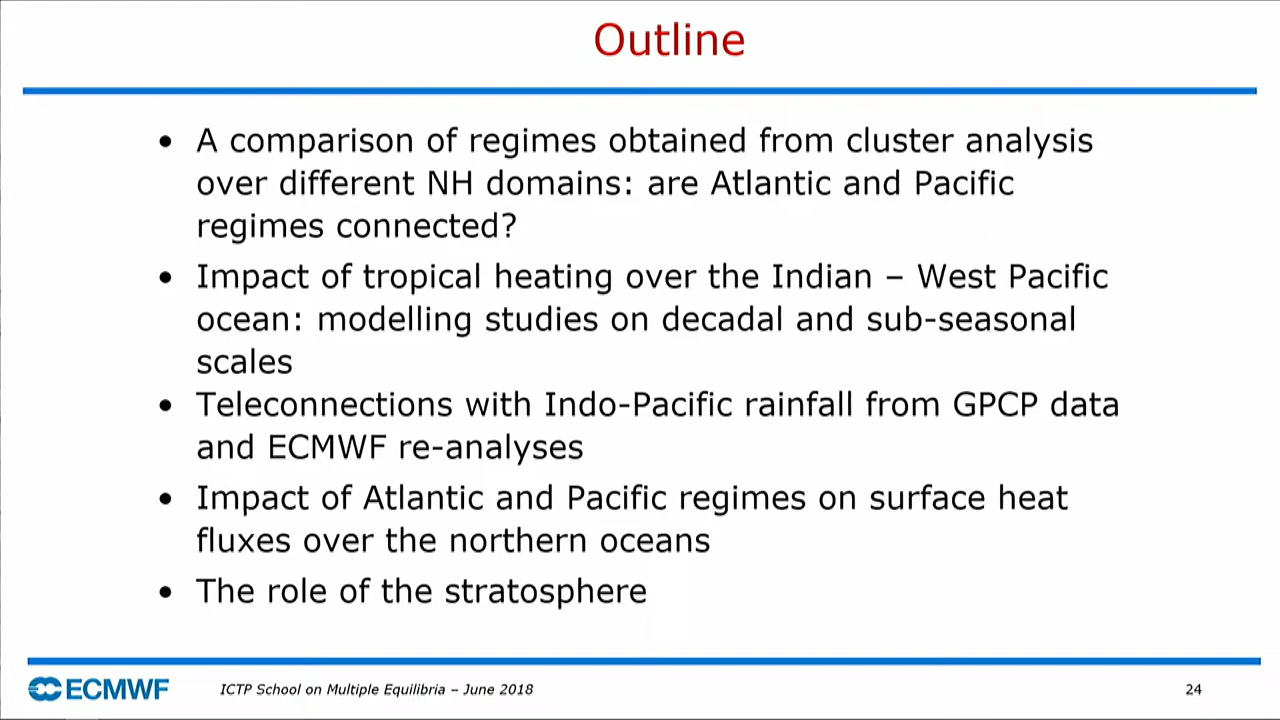 Outline
• A comparison of regimes obtained from cluster analysis
over different NH domains: are Atlantic and Pacific
regimes connected?
• Impact of tropical heating over the Indian – West Pacific
ocean: modelling studies on decadal and sub-seasonal
scales
• Teleconnections with Indo-Pacific rainfall from GPCP data
and ECMWF re-analyses
• Impact of Atlantic and Pacific regimes on surface heat
fluxes over the northern oceans
• The role of the stratosphere
ECMWF
ICTP School on Multiple Equilibria – June 2018
24